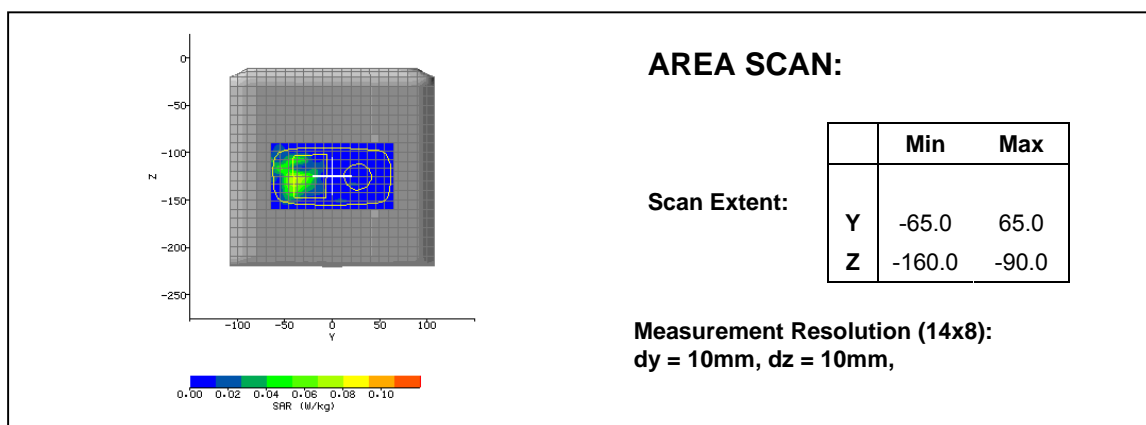 0
-50
-100
-150
-200
-250
Z
-100 -50 0 50 100
Y
0.00 0.02 0.04 0.06 0.08 0.10
SAR (W/kg)
AREA SCAN:
Scan Extent:
Min Max
Y -65.0 65.0
Z -160.0 -90.0
Measurement Resolution (14x8):
dy = 10mm, dz = 10mm,